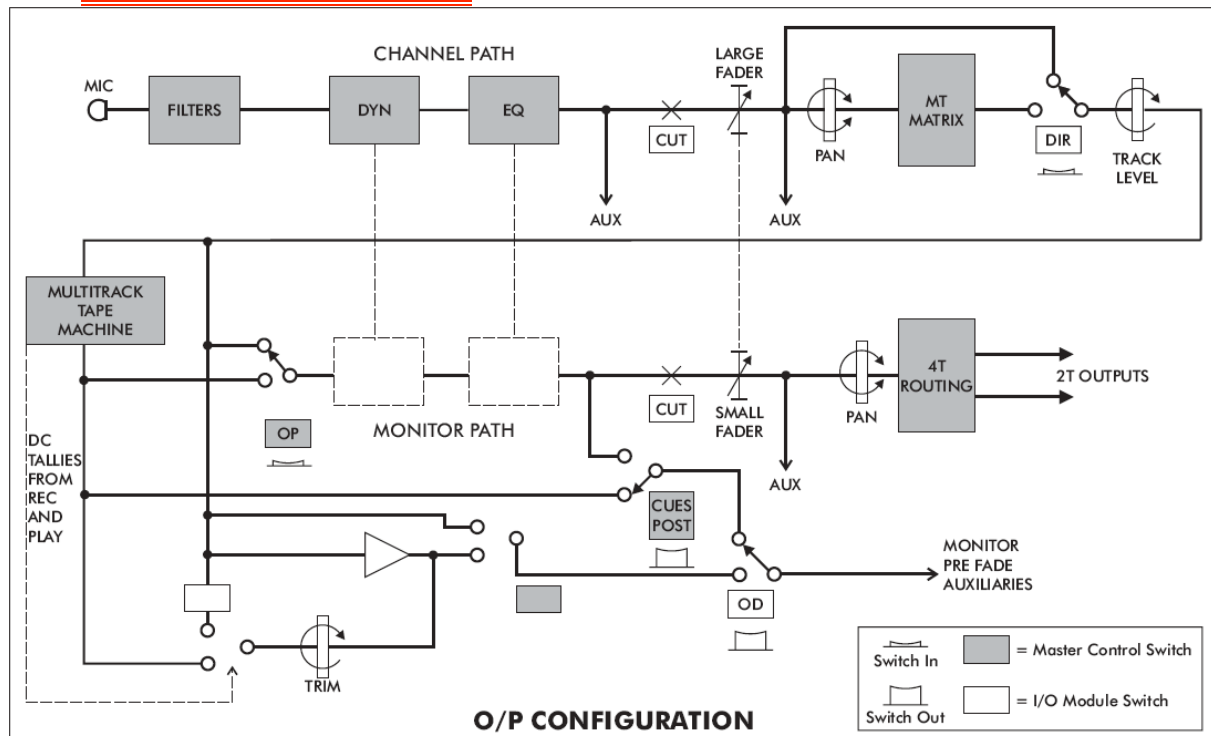 CHANNEL PATH
LARGE
FADER
MIC
FILTERS
DYN
EQ
CUT
PAN
MT
MATRIX
DIR
TRACK
LEVEL
AUX
AUX
MULTITRACK
TAPE
MACHINE
OP
MONITOR PATH
CUT
SMALL
FADER
PAN
4T
ROUTING
2T OUTPUTS
DC
TALLIES
FROM
REC
AND
PLAY
AUX
CUES
POST
MONITOR
PRE FADE
AUXILIARIES
OD
TRIM
Switch In
= Master Control Switch
Switch Out
= I/O Module Switch
O/P CONFIGURATION